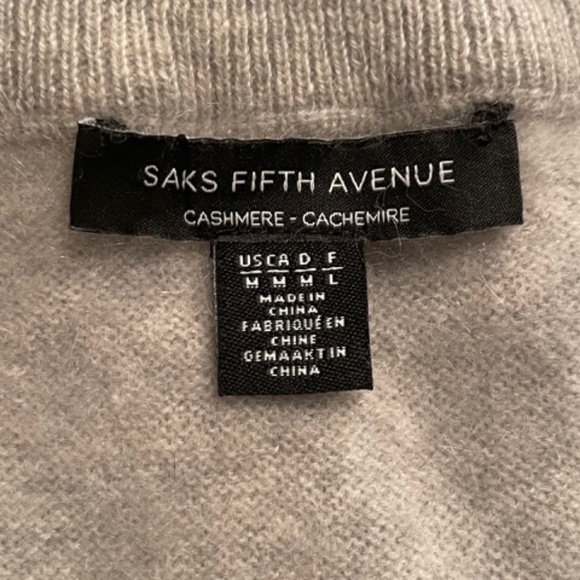 SAKS FIFTH AVENUE
CASHMERE - CACHEMIRE
US CA D F
M M M L
MADE IN
CHINA
FABRIQUÉ EN
CHINE
GEMAAKT IN
CHINA